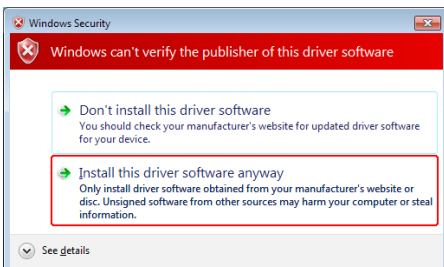 Windows Security
Windows can't verify the publisher of this driver software
Don't install this driver software
You should check your manufacturer's website for updated driver software
for your device.
Install this driver software anyway
Only install driver software obtained from your manufacturer's website or
disc. Unsigned software from other sources may harm your computer or steal
information.
See details